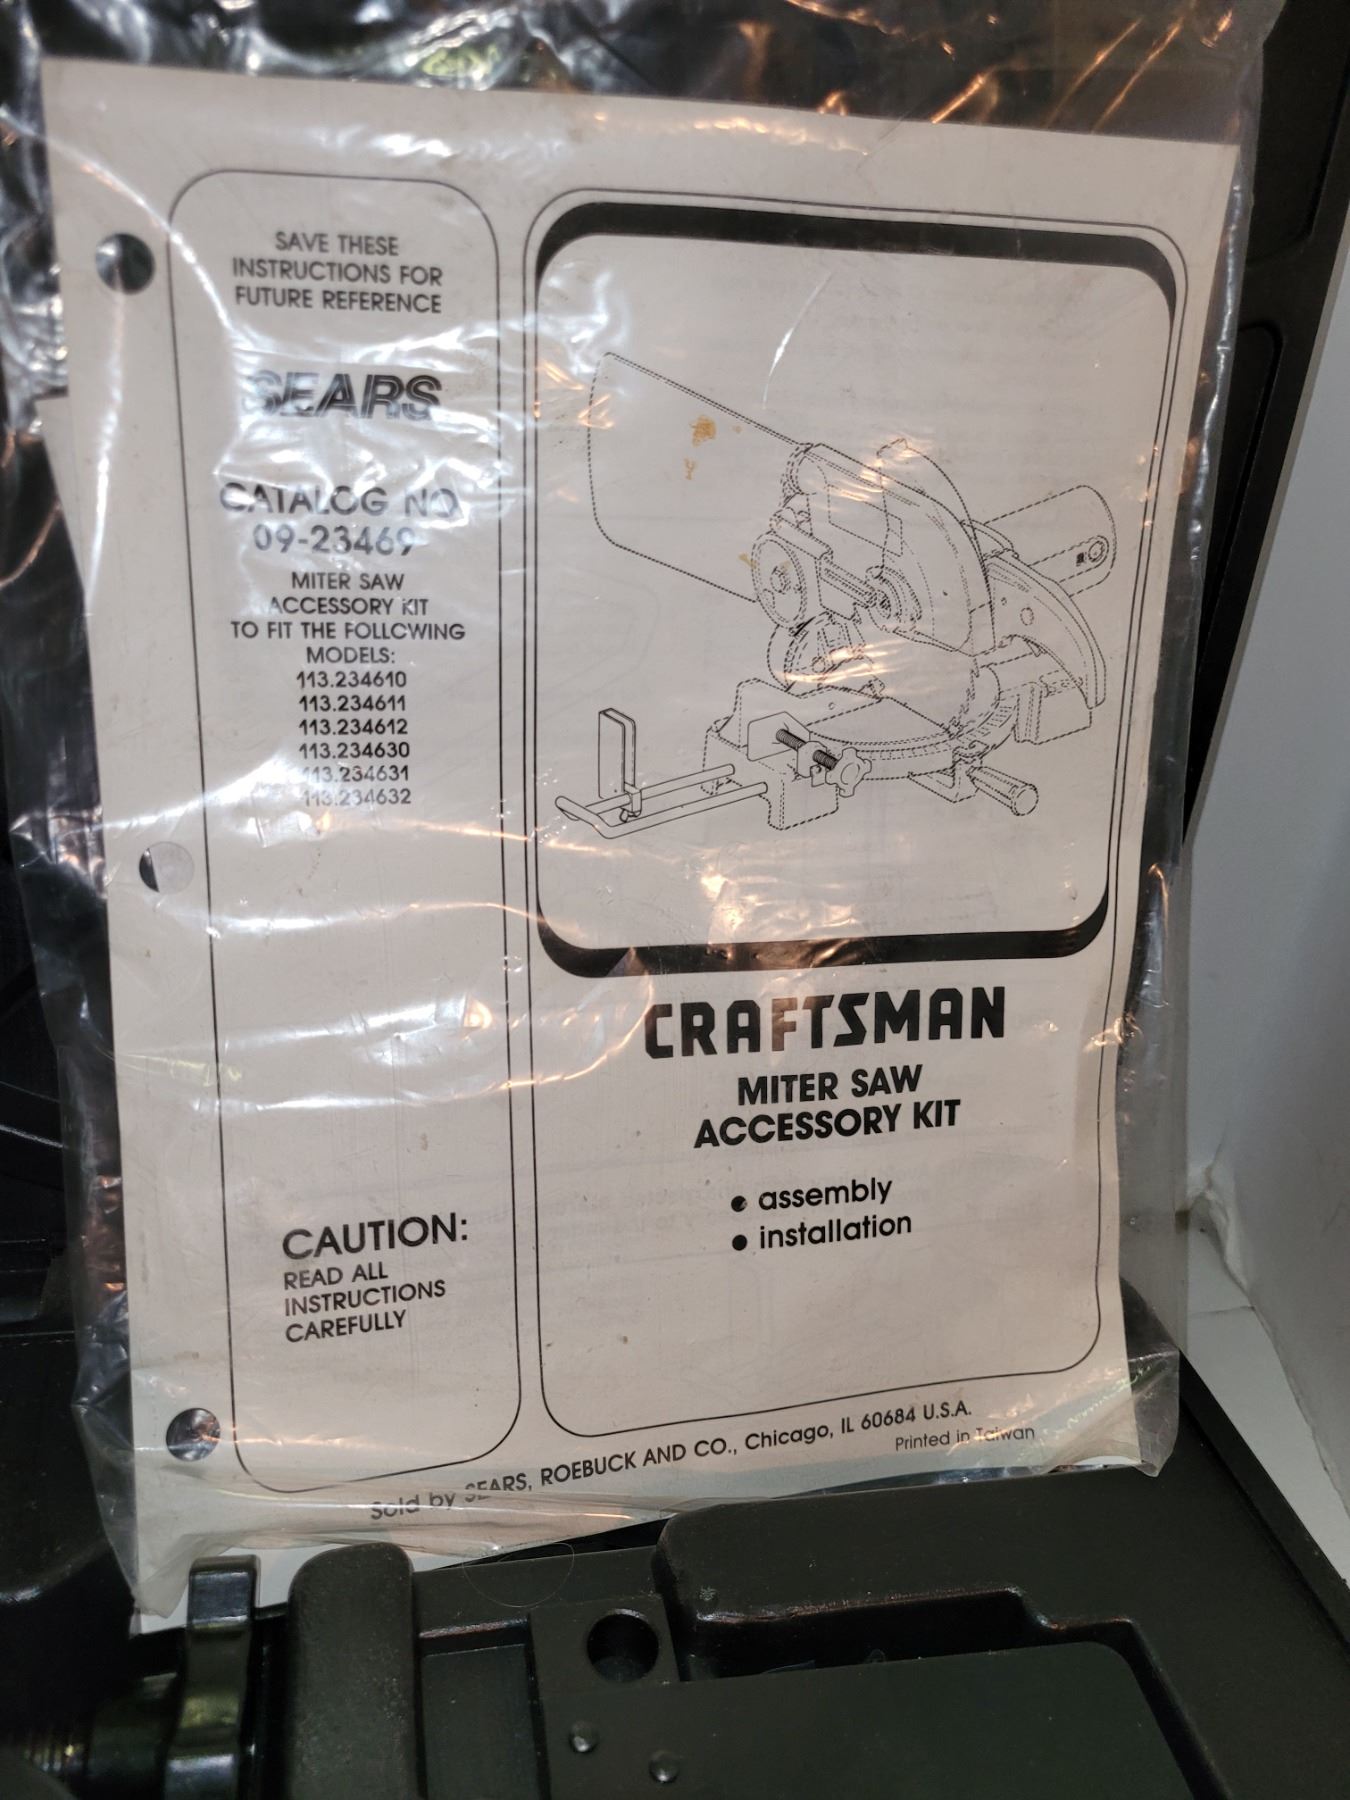 SAVE THESE
INSTRUCTIONS FOR
FUTURE REFERENCE
SEARS
CATALOG NO
09-23469
MITER SAW
ACCESSORY KIT
TO FIT THE FOLLOWING
MODELS:
113.234610
113.234611
113.234612
113.234630
113.234631
113.234632
CAUTION:
READ ALL
INSTRUCTIONS
CAREFULLY
CRAFTSMAN
MITER SAW
ACCESSORY KIT
• assembly
• installation
Sold by SEARS, ROEBUCK AND CO., Chicago, IL 60684 U.S.A.
Printed in Taiwan